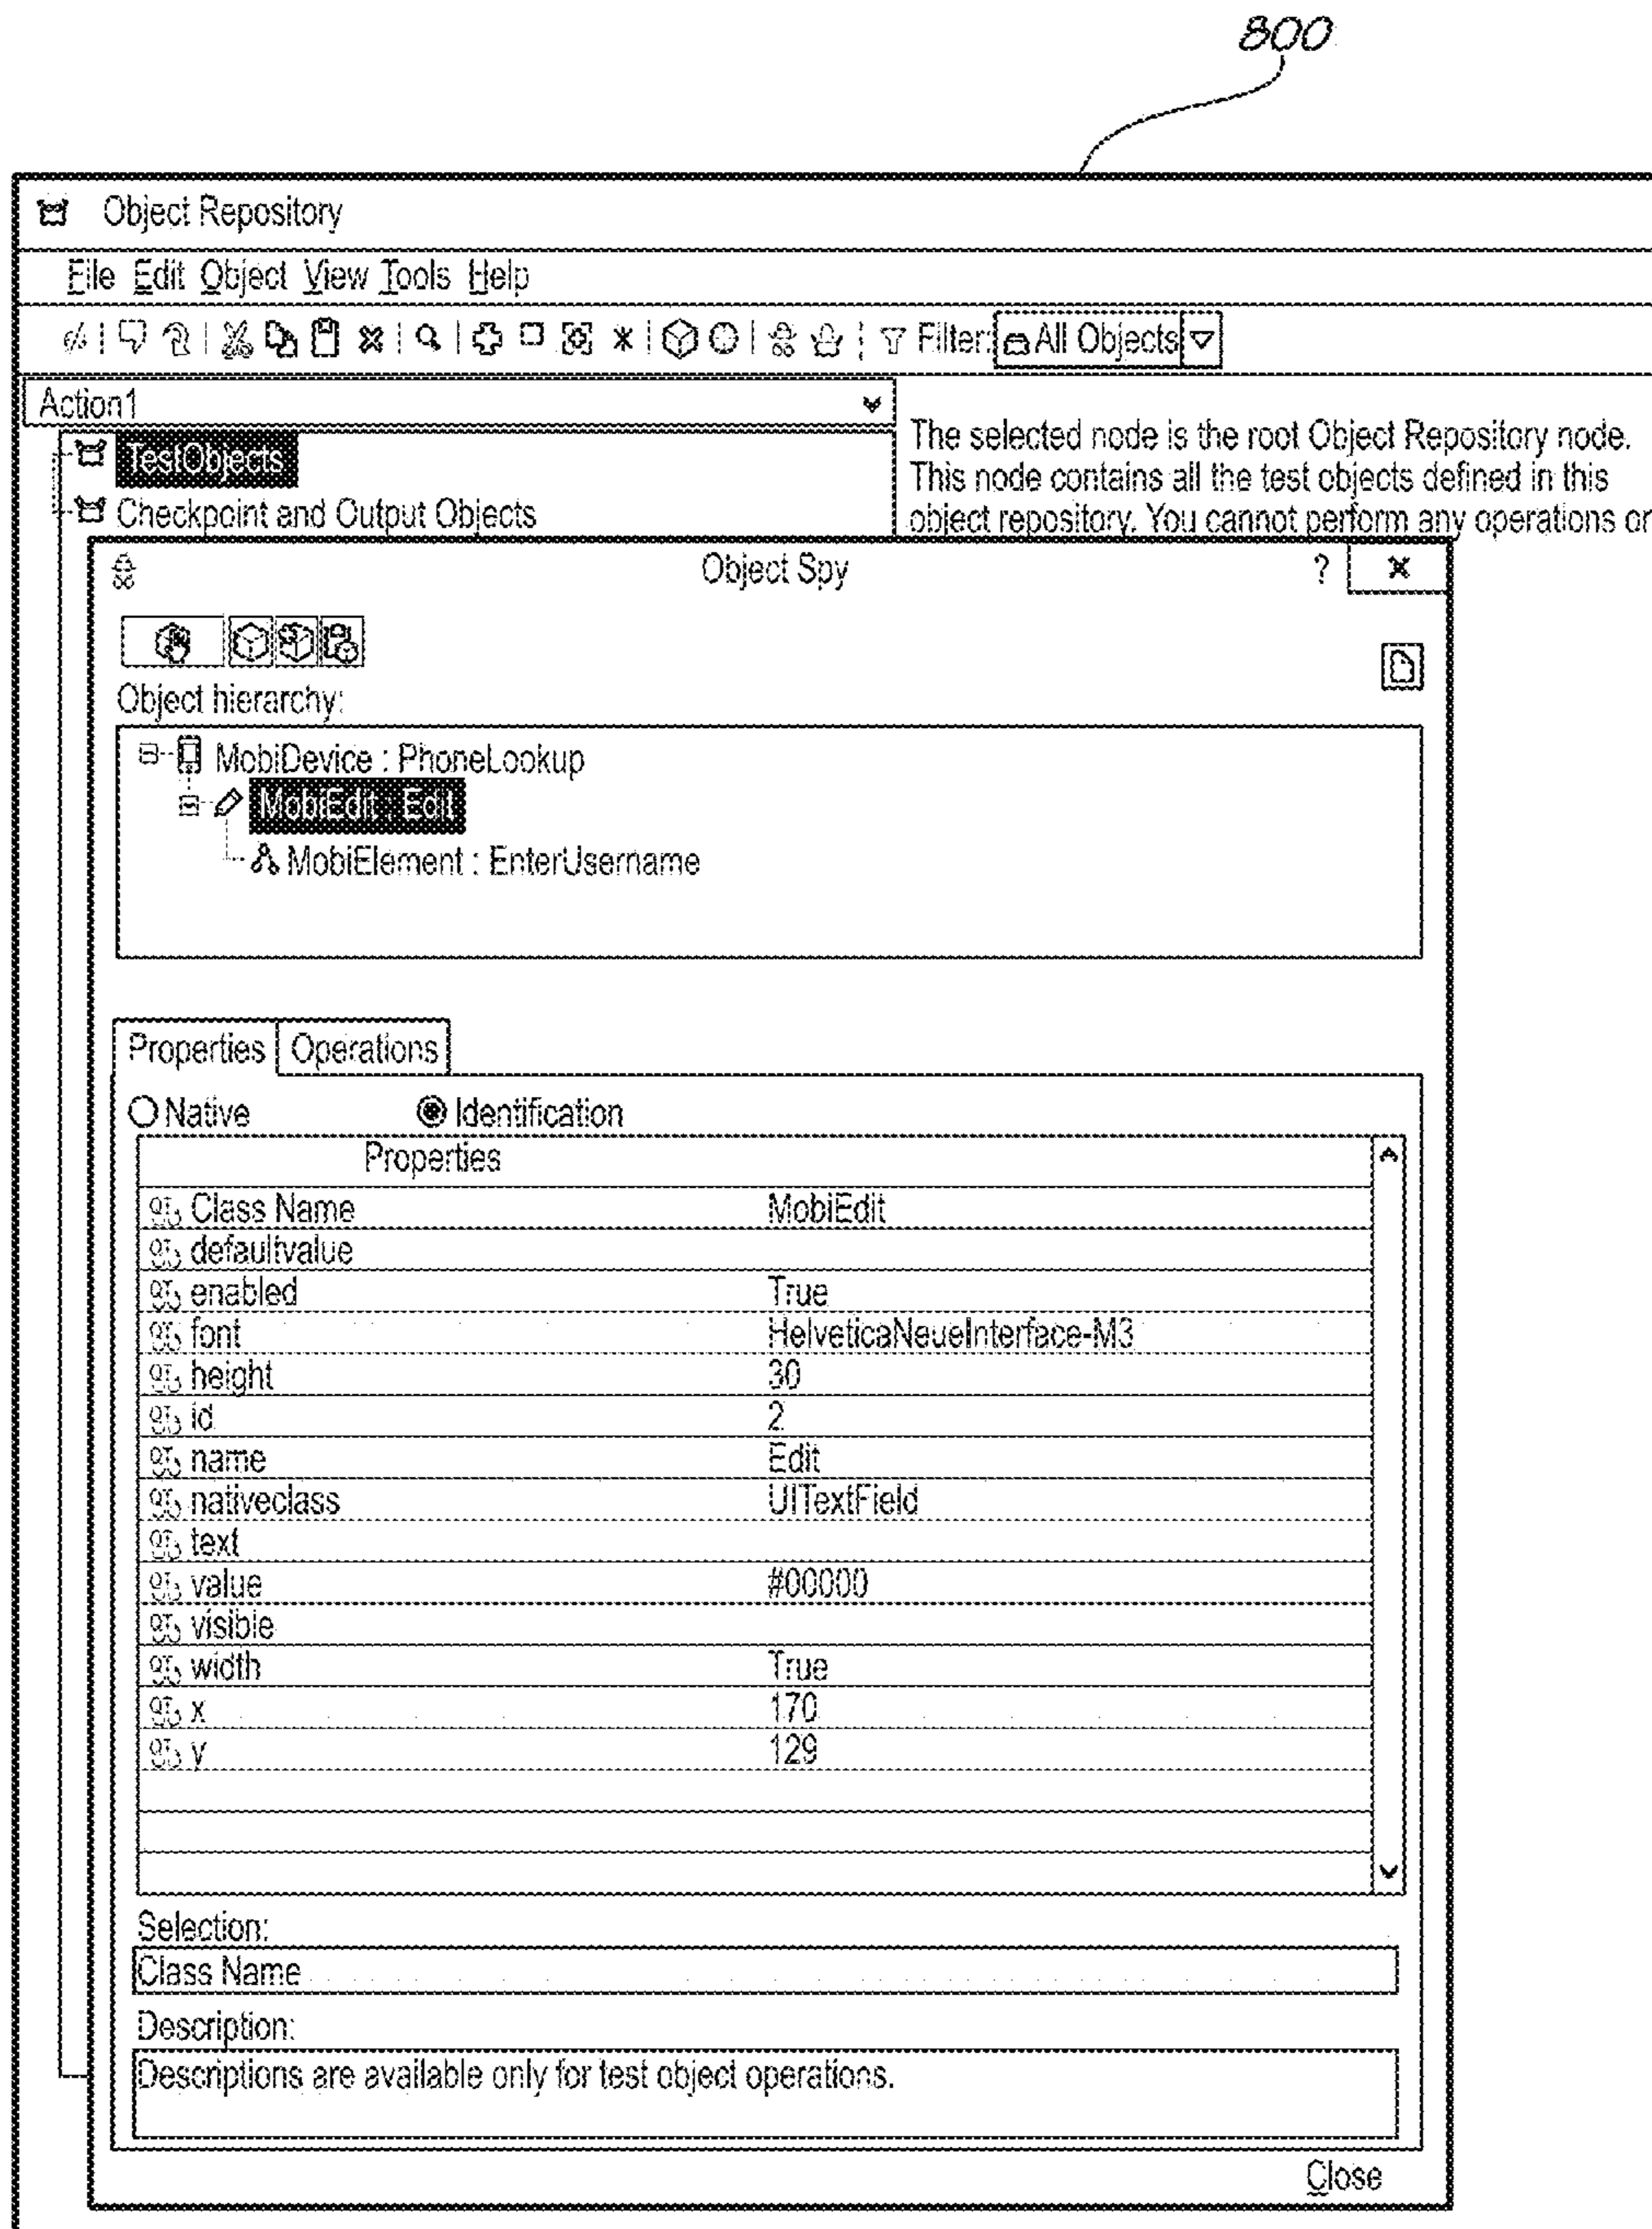 800
Object Repository
File Edit Object View Tools Help
Filter: All Objects
Action1
TestObjects
Checkpoint and Output Objects
The selected node is the root Object Repository node.
This node contains all the test objects defined in this
object repository. You cannot perform any operations or
Object Spy ?
Object hierarchy:
MobiDevice : PhoneLookup
MobiEdit : Edit
MobiElement : EnterUsername
Properties Operations
Native Identification
Properties
Class Name MobiEdit
defaultvalue
enabled True
font HelveticaNeueInterface-M3
height 30
id 2
name Edit
nativeclass UITextField
text
value #00000
visible
width True
x 170
y 129
Selection:
Class Name
Description:
Descriptions are available only for test object operations.
Close